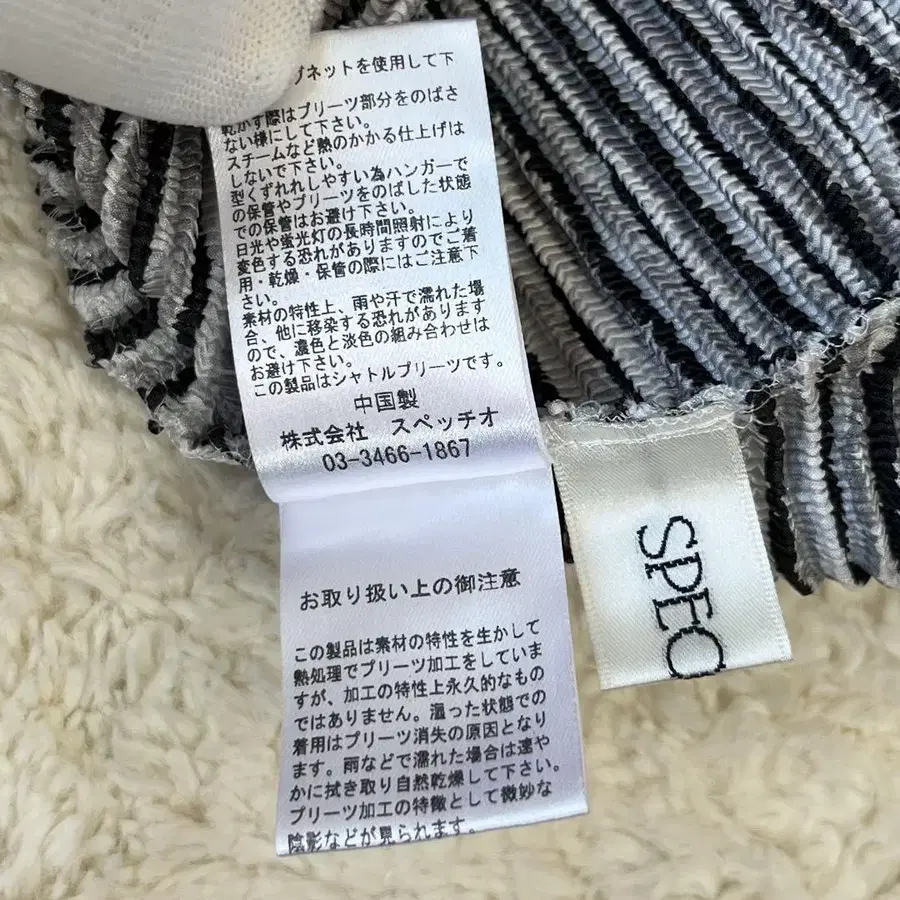 ネットを使用して下
乾かす際はプリーツ部分をのばさ
ない様にして下さい。
スチームなど熱のかかる仕上げは
しないで下さい。
型くずれしやすい為ハンガーで
の保管やプリーツをのばした状態
での保管はお避け下さい。
日光や蛍光灯の長時間照射により
変色する恐れがありますのでご着
用・乾燥・保管の際にはご注意下
さい。
素材の特性上、雨や汗で濡れた場
合、他に移染する恐れがあります
ので、濃色と淡色の組み合わせは
お避け下さい。
この製品はシャトルプリーツです。
中国製
株式会社 スペッチオ
03-3466-1867
お取り扱い上の御注意
この製品は素材の特性を生かして
熱処理でプリーツ加工をしていま
すが、加工の特性上永久的なもの
ではありません。湿った状態での
着用はプリーツ消失の原因となり
ます。雨などで濡れた場合は速や
かに拭き取り自然乾燥して下さい。
プリーツ加工の特徴として微妙な
陰影などが見られます。
SPEC